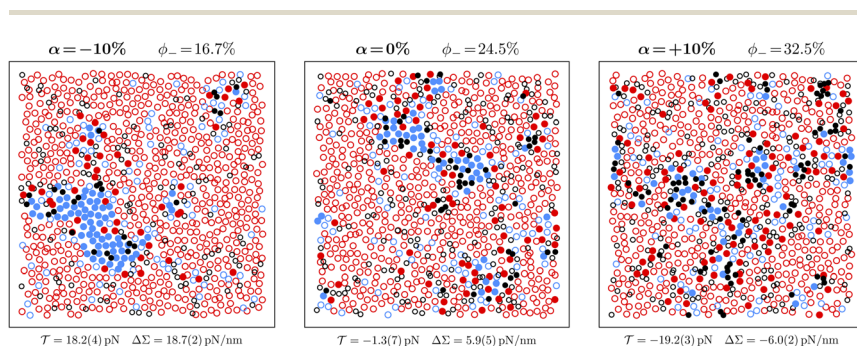 α = −10% ϕ₋ = 16.7%
α = 0% ϕ₋ = 24.5%
α = +10% ϕ₋ = 32.5%
𝒯 = 18.2(4) pN ΔΣ = 18.7(2) pN/nm
𝒯 = −1.3(7) pN ΔΣ = 5.9(5) pN/nm
𝒯 = −19.2(3) pN ΔΣ = −6.0(2) pN/nm